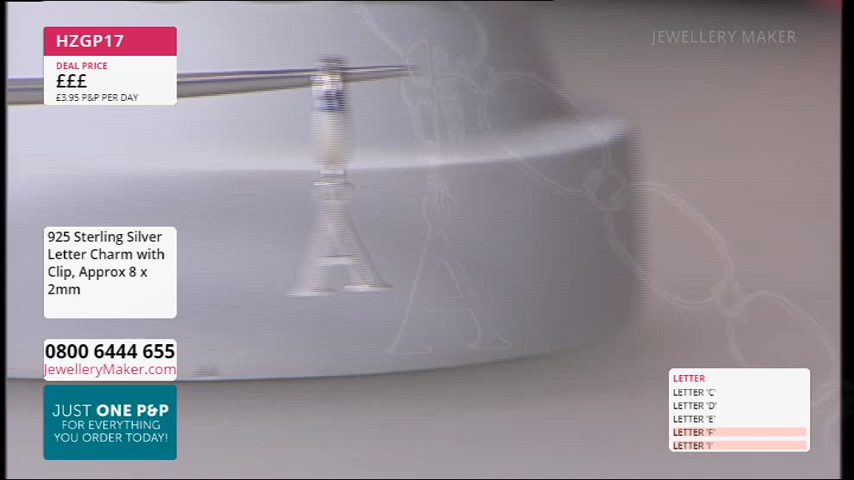 HZGP17
DEAL PRICE
£££
£3.95 P&P PER DAY
JEWELLERY MAKER
925 Sterling Silver
Letter Charm with
Clip, Approx 8 x
2mm
0800 6444 655
JewelleryMaker.com
JUST ONE P&P
FOR EVERYTHING
YOU ORDER TODAY!
LETTER
LETTER 'C'
LETTER 'D'
LETTER 'E'
LETTER 'F'
LETTER 'I'
A
A